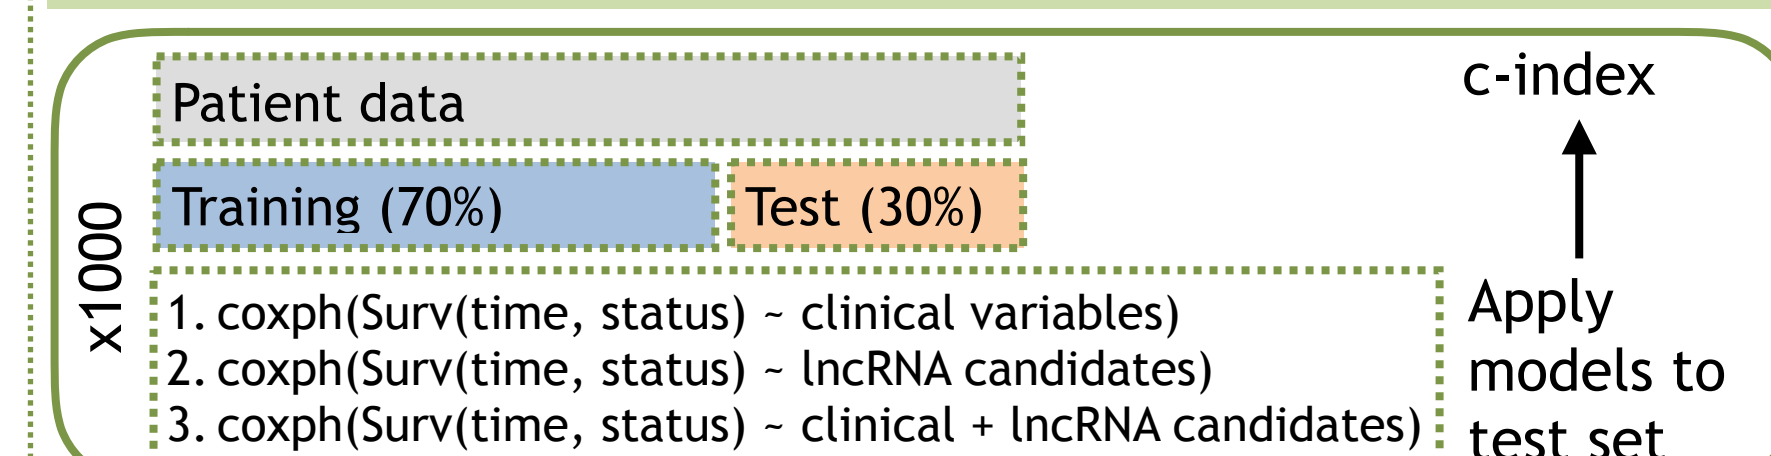 c-index
Patient data
Training (70%)
Test (30%)
x1000
1. coxph(Surv(time, status) ~ clinical variables)
2. coxph(Surv(time, status) ~ lncRNA candidates)
3. coxph(Surv(time, status) ~ clinical + lncRNA candidates)
Apply
models to
test set